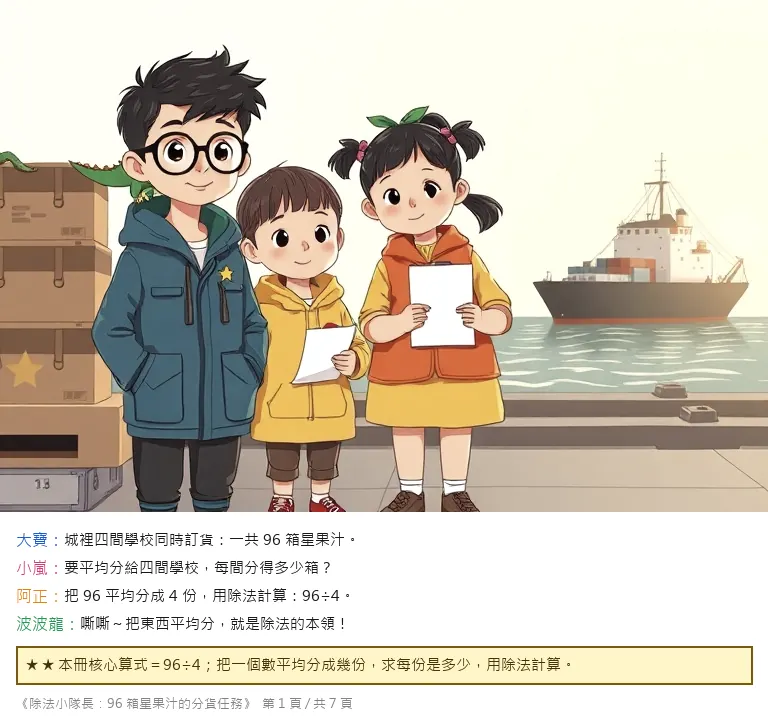 13
大寶：城裡四間學校同時訂貨：一共 96 箱星果汁。
小嵐：要平均分給四間學校，每間分得多少箱？
阿正：把 96 平均分成 4 份，用除法計算：96÷4。
波波龍：嘶嘶～把東西平均分，就是除法的本領！
★★本冊核心算式＝96÷4；把一個數平均分成幾份，求每份是多少，用除法計算。
《除法小隊長：96 箱星果汁的分貨任務》 第 1 頁 / 共 7 頁